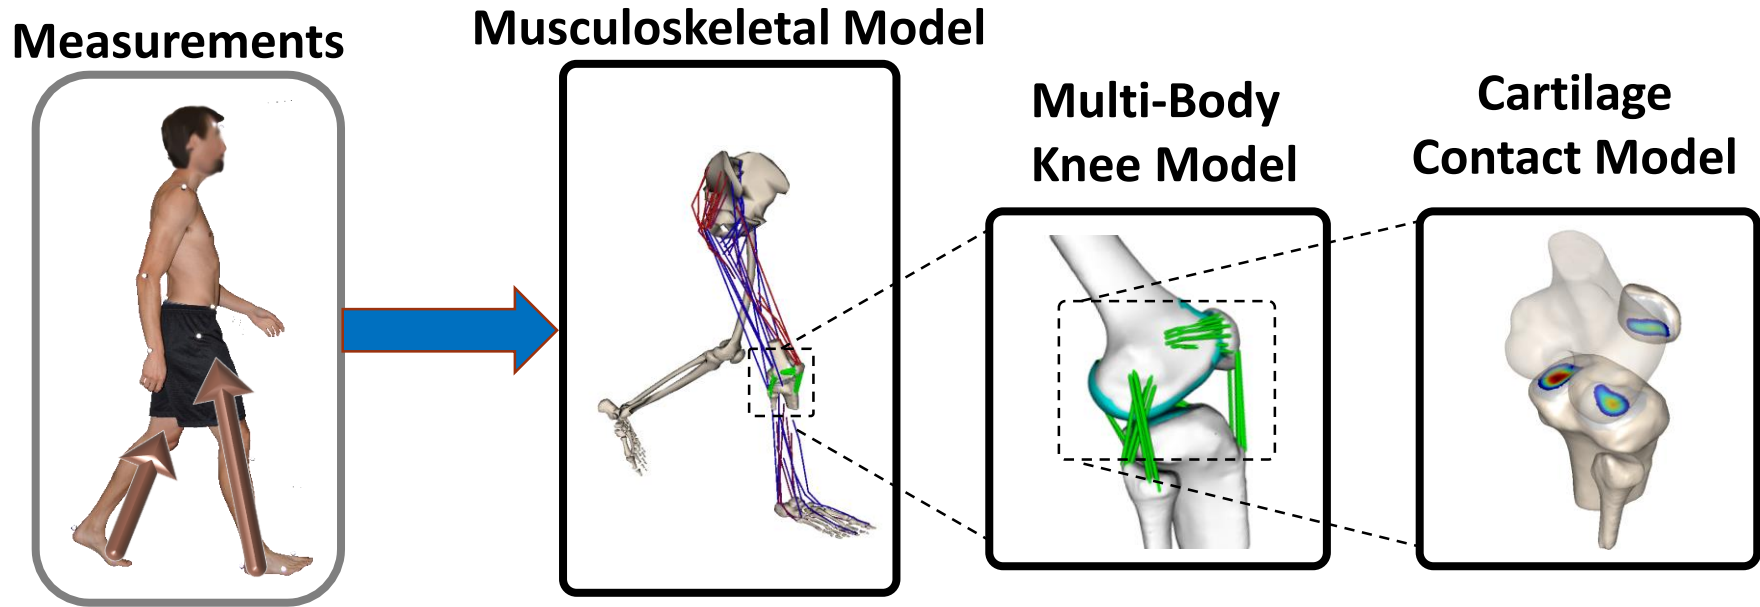 Measurements
Musculoskeletal Model
Multi-Body
Knee Model
Cartilage
Contact Model